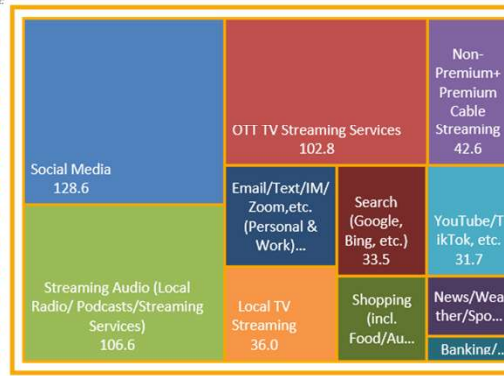 Social Media
128.6
Streaming Audio (Local
Radio/ Podcasts/Streaming
Services)
106.6
OTT TV Streaming Services
102.8
Email/Text/IM/
Zoom,etc.
(Personal &
Work)...
Local TV
Streaming
36.0
Search
(Google,
Bing, etc.)
33.5
Shopping
(incl.
Food/Au...
Non-
Premium+
Premium
Cable
Streaming
42.6
YouTube/T
ikTok, etc.
31.7
News/Wea
ther/Spo...
Banking/...